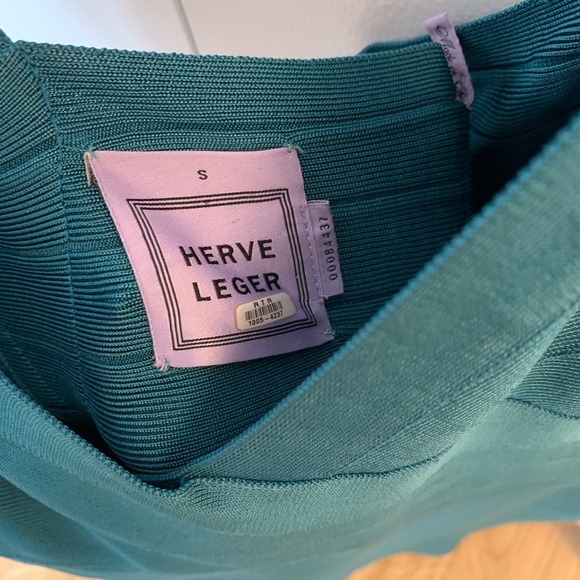 S
HERVE
LEGER
RTR
1005-4237
00084437